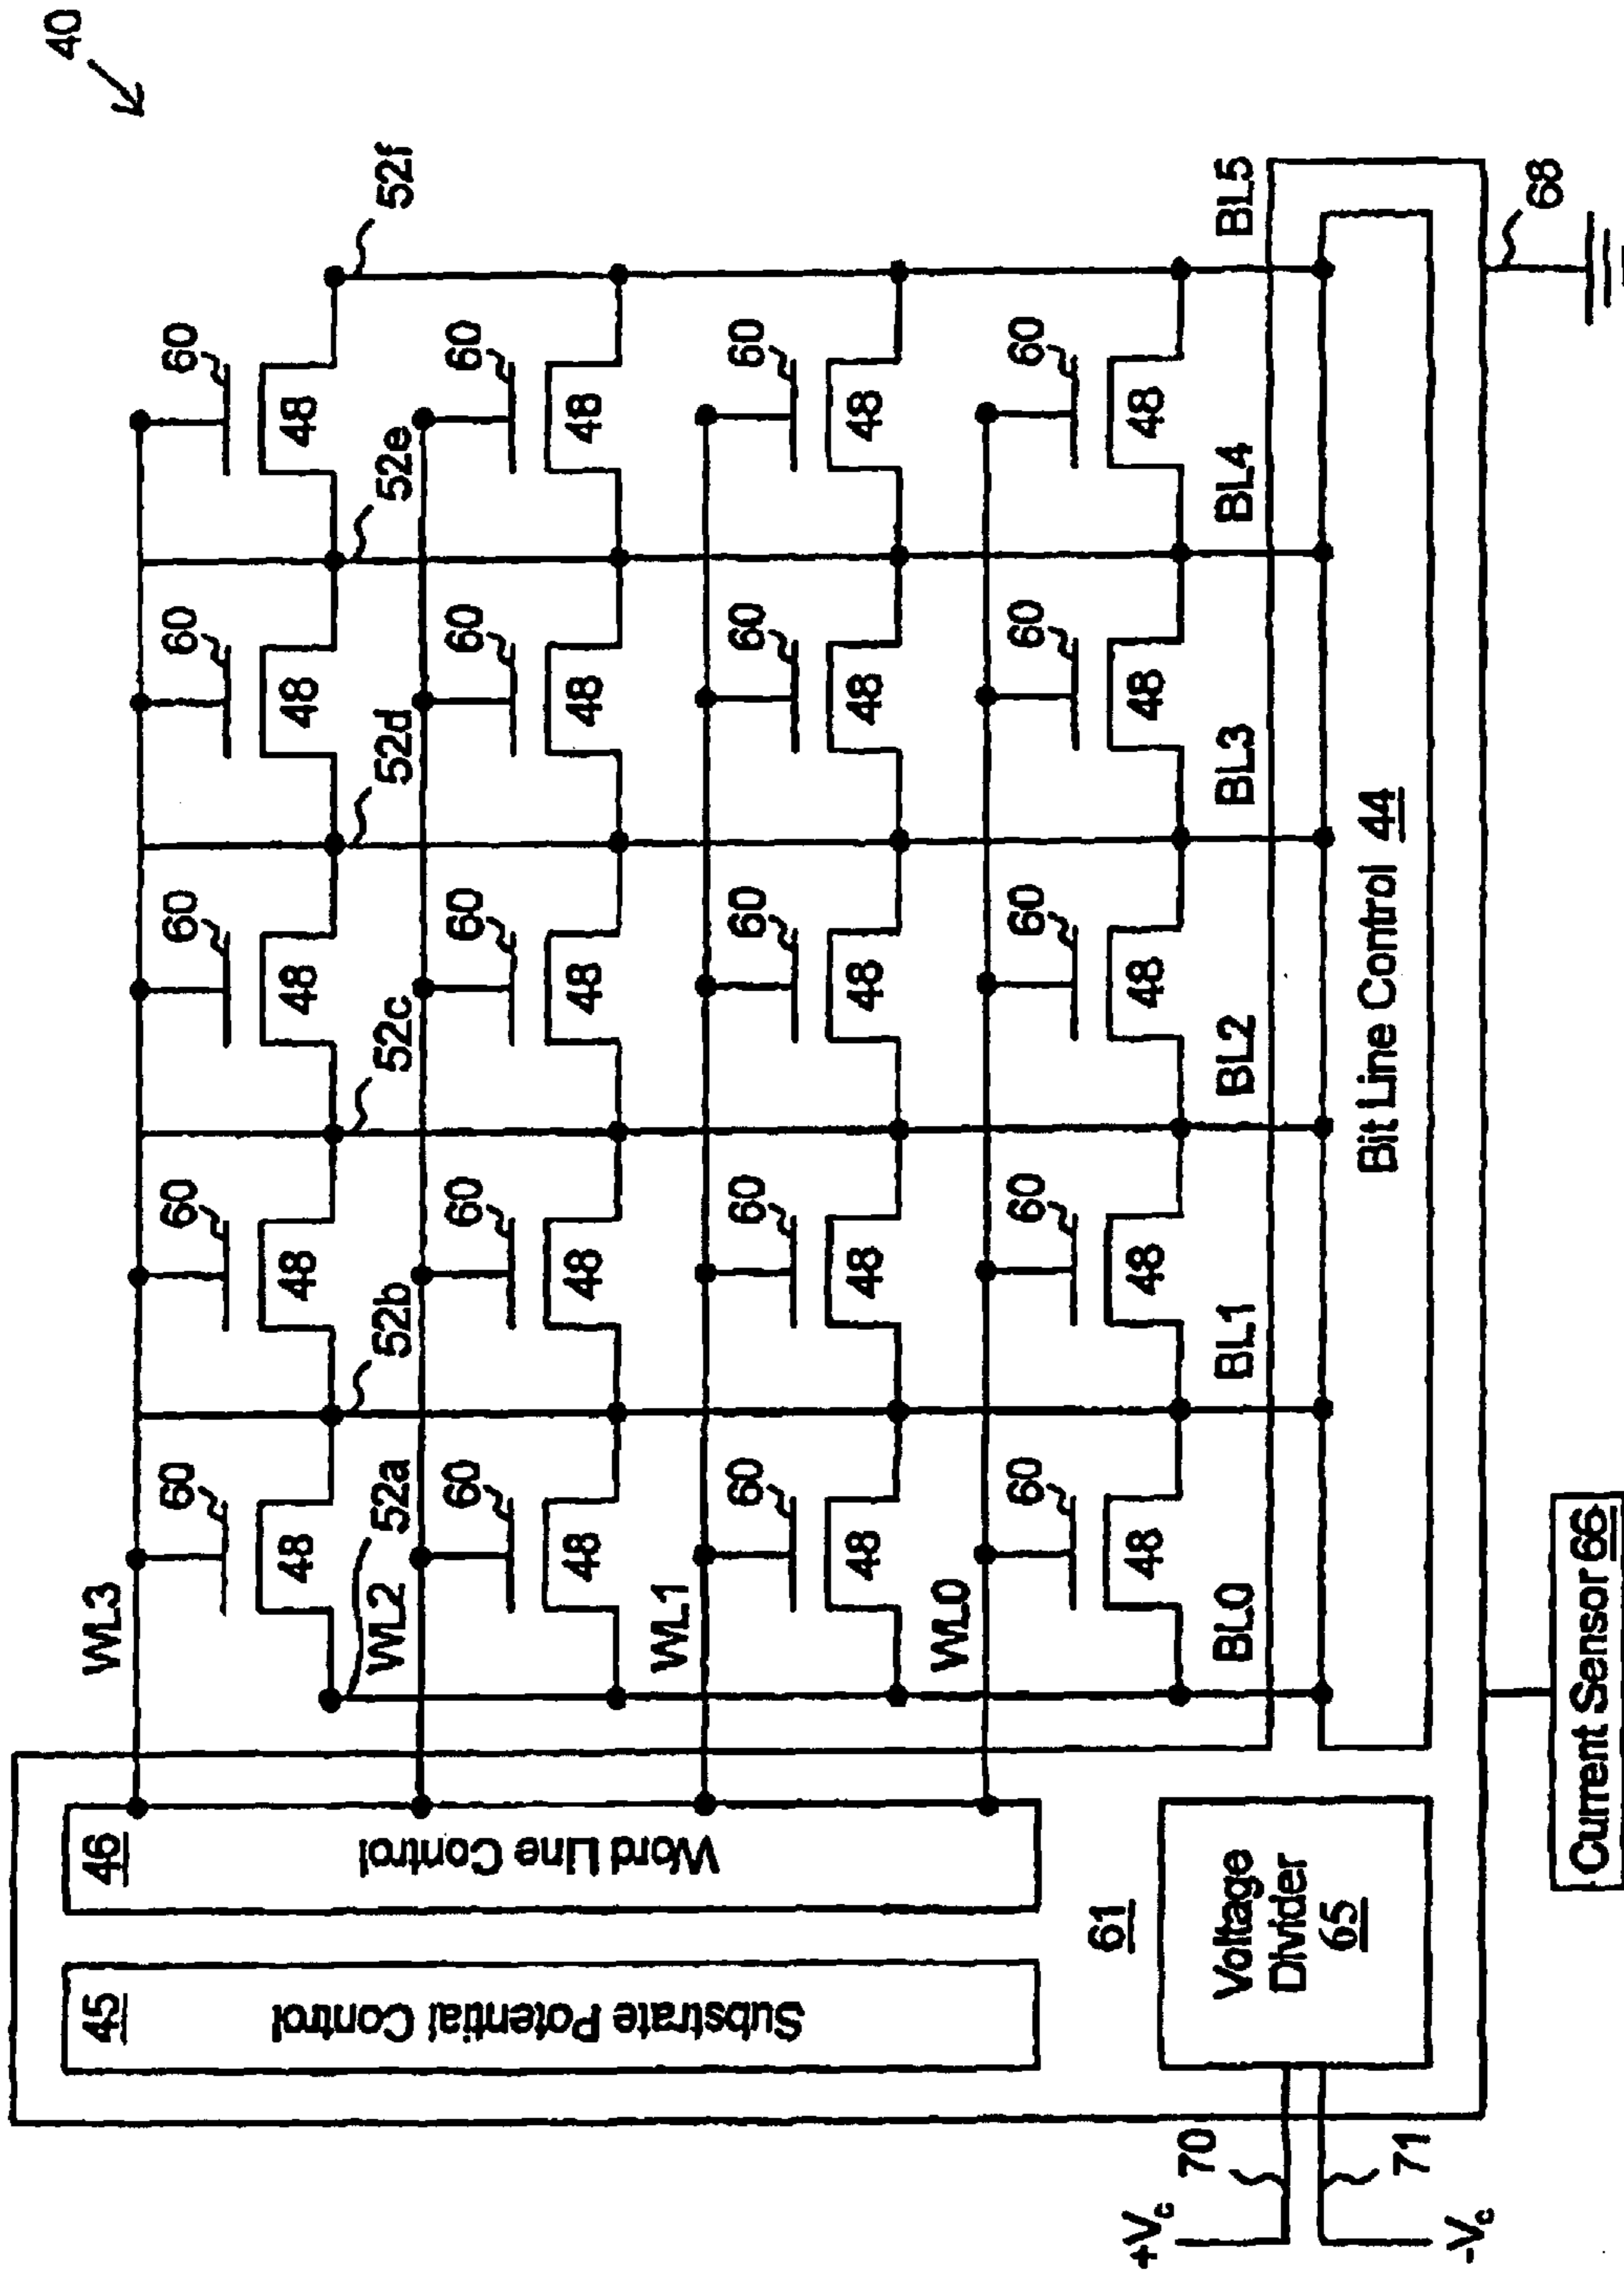 40
WL3
60
60
60
60
60
48
48
48
48
48
52a
52b
52c
52d
52e
52f
WL2
60
60
60
60
60
48
48
48
48
48
WL1
60
60
60
60
60
48
48
48
48
48
WL0
60
60
60
60
60
48
48
48
48
48
BL0
BL1
BL2
BL3
BL4
BL5
45
Substrate Potential Control
46
Word Line Control
61
Voltage
Divider
65
Bit Line Control 44
+Vc
70
-Vc
71
Current Sensor 66
68